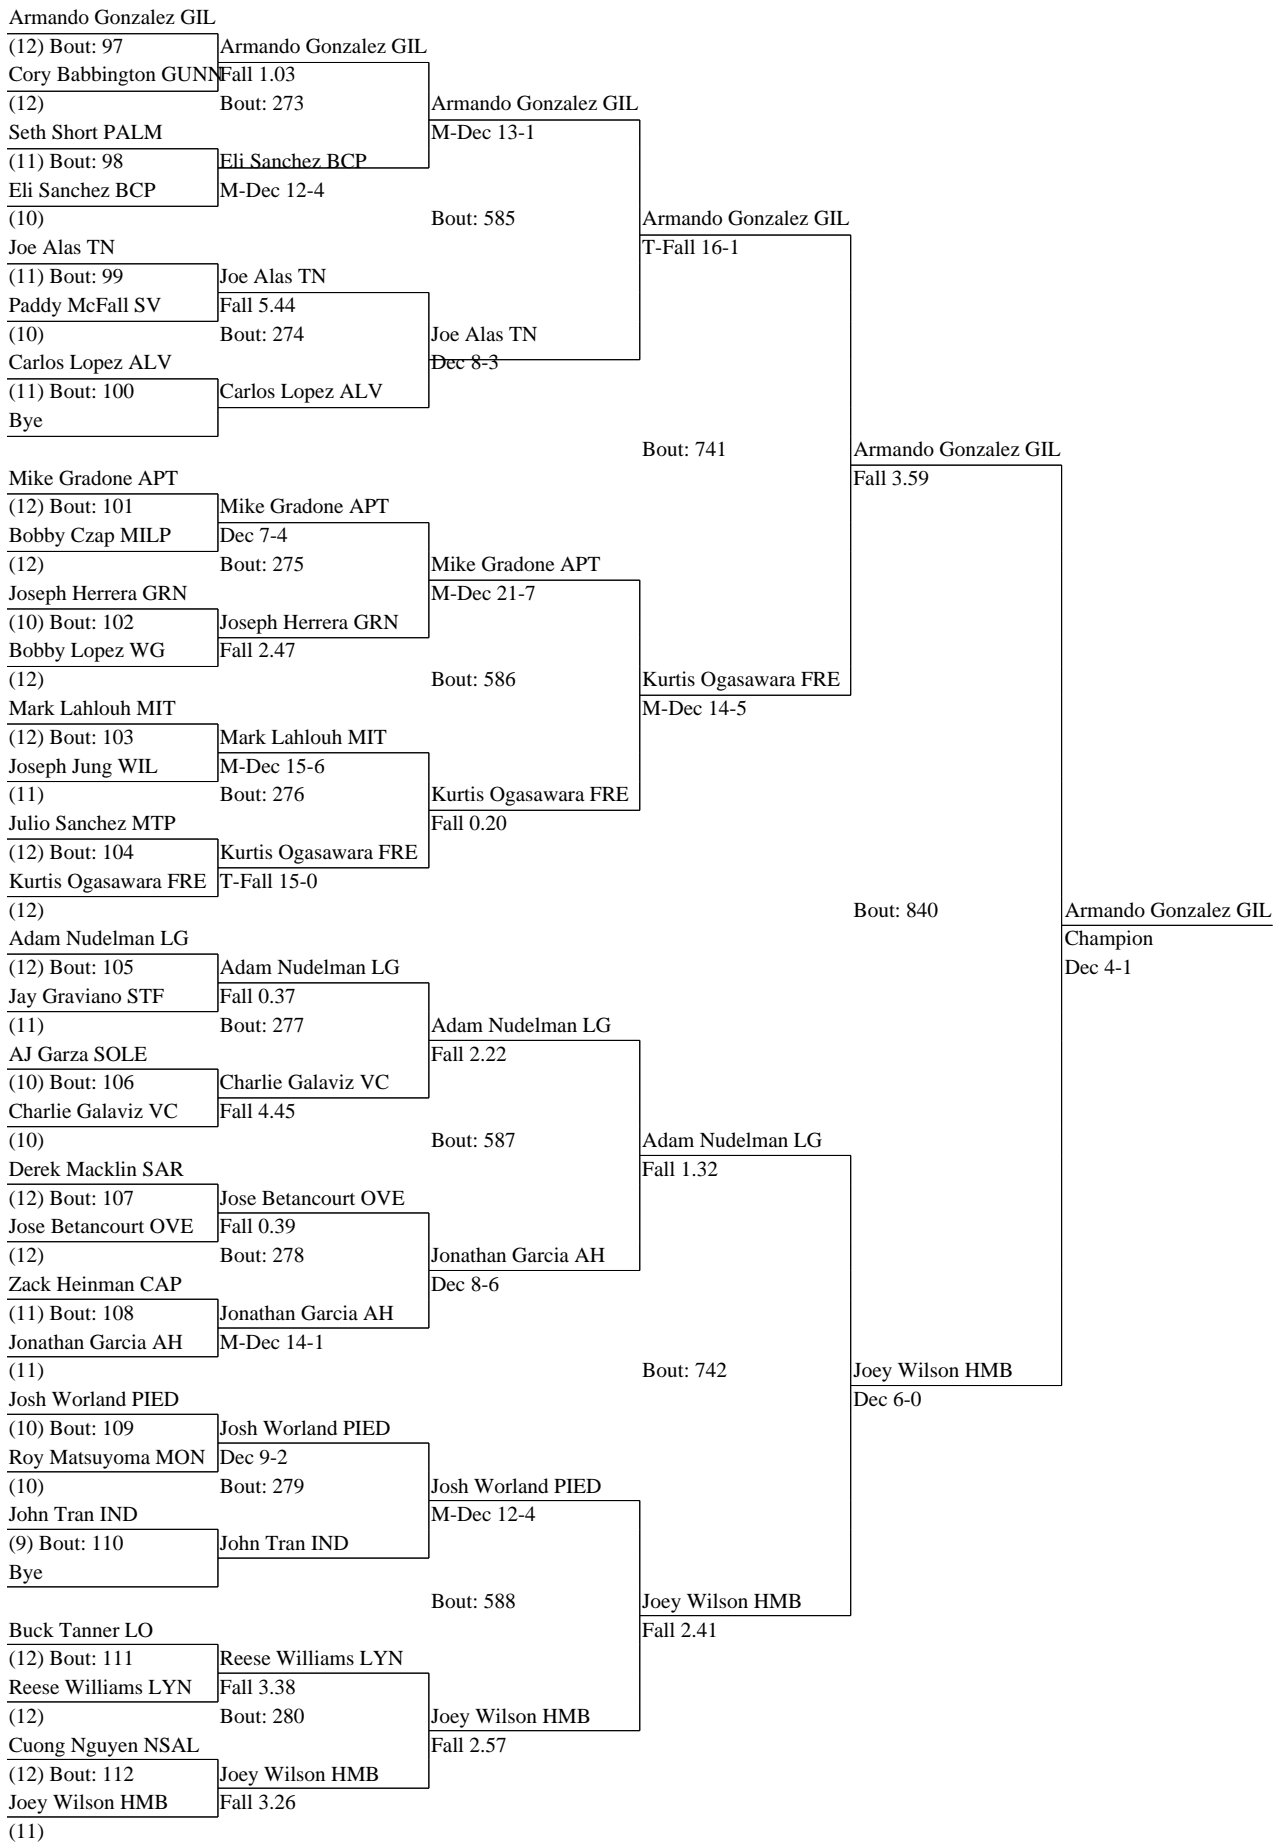 Armando Gonzalez GIL
(12) Bout: 97
Armando Gonzalez GIL
Cory Babbington GUNN
Fall 1.03
(12)
Bout: 273
Armando Gonzalez GIL
Seth Short PALM
M-Dec 13-1
(11) Bout: 98
Eli Sanchez BCP
Eli Sanchez BCP
M-Dec 12-4
(10)
Bout: 585
Armando Gonzalez GIL
Joe Alas TN
T-Fall 16-1
(11) Bout: 99
Joe Alas TN
Paddy McFall SV
Fall 5.44
(10)
Bout: 274
Joe Alas TN
Carlos Lopez ALV
Dec 8-3
(11) Bout: 100
Carlos Lopez ALV
Bye
Bout: 741
Armando Gonzalez GIL
Mike Gradone APT
Fall 3.59
(12) Bout: 101
Mike Gradone APT
Bobby Czap MILP
Dec 7-4
(12)
Bout: 275
Mike Gradone APT
Joseph Herrera GRN
M-Dec 21-7
(10) Bout: 102
Joseph Herrera GRN
Bobby Lopez WG
Fall 2.47
(12)
Bout: 586
Kurtis Ogasawara FRE
Mark Lahlouh MIT
M-Dec 14-5
(12) Bout: 103
Mark Lahlouh MIT
Joseph Jung WIL
M-Dec 15-6
(11)
Bout: 276
Kurtis Ogasawara FRE
Julio Sanchez MTP
Fall 0.20
(12) Bout: 104
Kurtis Ogasawara FRE
Kurtis Ogasawara FRE
T-Fall 15-0
(12)
Bout: 840
Armando Gonzalez GIL
Adam Nudelman LG
Champion
(12) Bout: 105
Adam Nudelman LG
Dec 4-1
Jay Graviano STF
Fall 0.37
(11)
Bout: 277
Adam Nudelman LG
AJ Garza SOLE
Fall 2.22
(10) Bout: 106
Charlie Galaviz VC
Charlie Galaviz VC
Fall 4.45
(10)
Bout: 587
Adam Nudelman LG
Derek Macklin SAR
Fall 1.32
(12) Bout: 107
Jose Betancourt OVE
Jose Betancourt OVE
Fall 0.39
(12)
Bout: 278
Jonathan Garcia AH
Zack Heinman CAP
Dec 8-6
(11) Bout: 108
Jonathan Garcia AH
Jonathan Garcia AH
M-Dec 14-1
(11)
Bout: 742
Joey Wilson HMB
Josh Worland PIED
Dec 6-0
(10) Bout: 109
Josh Worland PIED
Roy Matsuyoma MON
Dec 9-2
(10)
Bout: 279
Josh Worland PIED
John Tran IND
M-Dec 12-4
(9) Bout: 110
John Tran IND
Bye
Bout: 588
Joey Wilson HMB
Buck Tanner LO
Fall 2.41
(12) Bout: 111
Reese Williams LYN
Reese Williams LYN
Fall 3.38
(12)
Bout: 280
Joey Wilson HMB
Cuong Nguyen NSAL
Fall 2.57
(12) Bout: 112
Joey Wilson HMB
Joey Wilson HMB
Fall 3.26
(11)